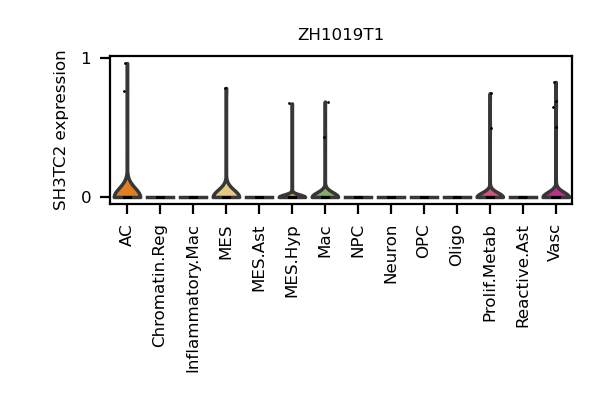 ZH1019T1
SH3TC2 expression
1
0
AC
Chromatin.Reg
Inflammatory.Mac
MES
MES.Ast
MES.Hyp
Mac
NPC
Neuron
OPC
Oligo
Prolif.Metab
Reactive.Ast
Vasc